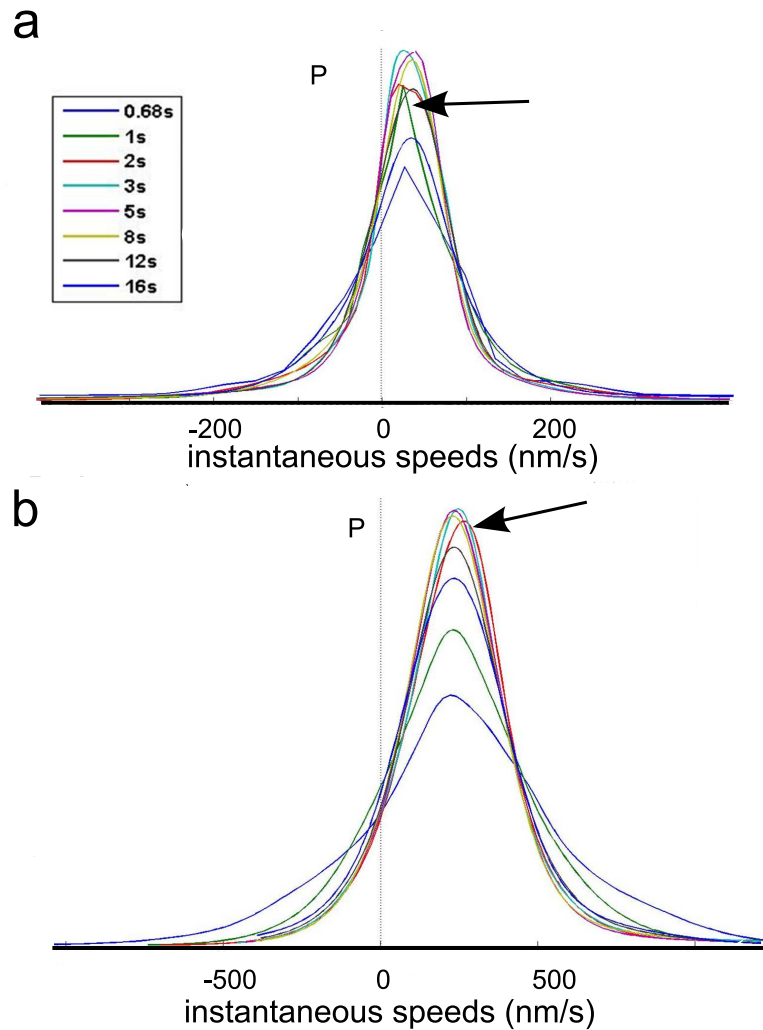 a
P
0.68s
1s
2s
3s
5s
8s
12s
16s
-200 0 200
instantaneous speeds (nm/s)
b
P
-500 0 500
instantaneous speeds (nm/s)